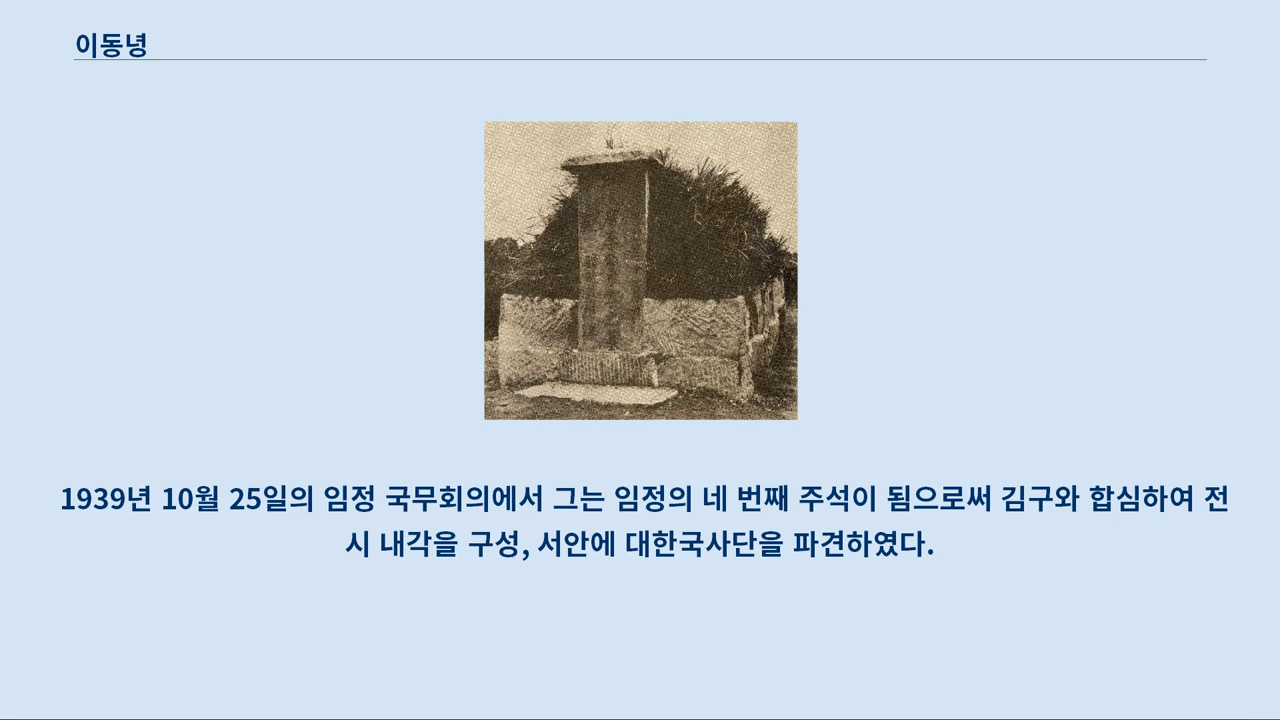 이동녕
1939년 10월 25일의 임정 국무회의에서 그는 임정의 네 번째 주석이 됨으로써 김구와 합심하여 전
시 내각을 구성, 서안에 대한국사단을 파견하였다.